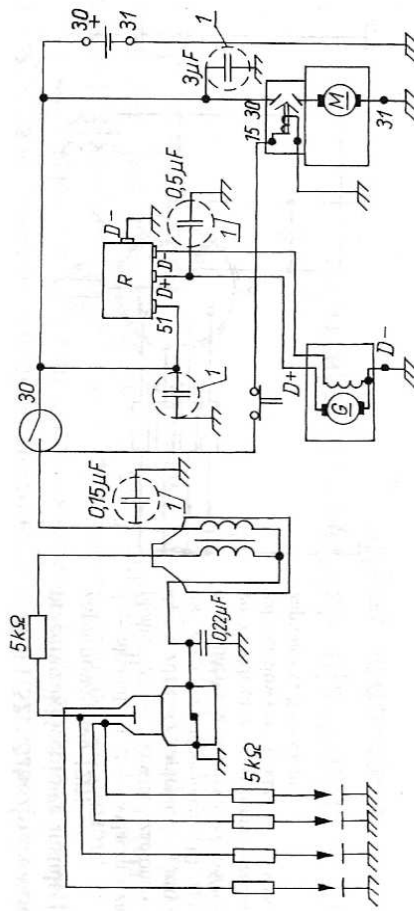 5kΩ
0,15µF
1
30
51 D+ D-
R
D-
1
0,5µF
1
30 + 31
1
3µF
15 30
M
31
D+
G
D-
0,22µF
5kΩ